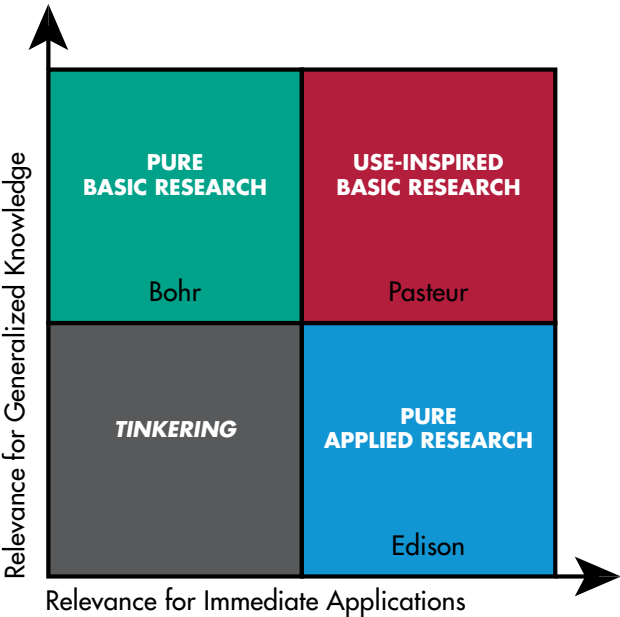 Relevance for Generalized Knowledge
PURE
BASIC RESEARCH
Bohr
USE-INSPIRED
BASIC RESEARCH
Pasteur
TINKERING
PURE
APPLIED RESEARCH
Edison
Relevance for Immediate Applications